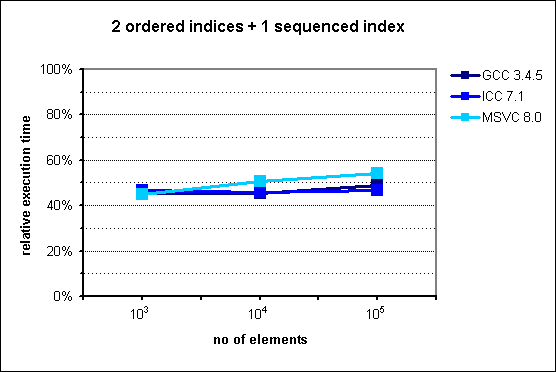 2 ordered indices + 1 sequenced index
relative execution time
100%
80%
60%
40%
20%
0%
10³
10⁴
10⁵
no of elements
GCC 3.4.5
ICC 7.1
MSVC 8.0